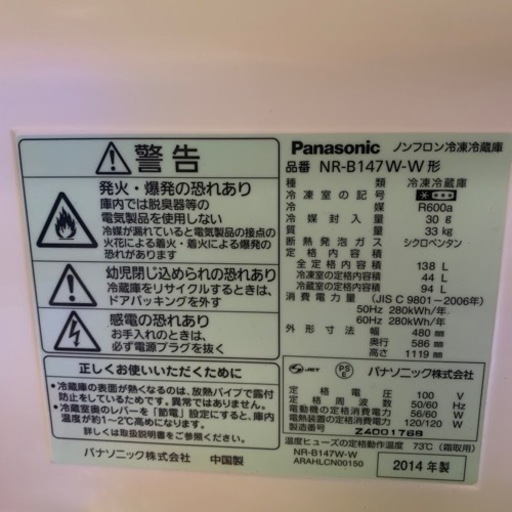 警告
発火・爆発の恐れあり
庫内では脱臭器等の
電気製品を使用しない
冷媒が漏れていると電気製品の接点の
火花による着火・着火による爆発の
恐れがあります
幼児閉じ込められの恐れあり
冷蔵庫をリサイクルするときは、
ドアパッキングを外す
感電の恐れあり
お手入れのときは、
必ず電源プラグを抜く
正しくお使いいただくために
・冷蔵庫の表面が熱くなるのは、放熱パイプで露付
防止をしているためです。異常ではありません。
・冷蔵室奥のレバーを「節電」設定にすると、庫内
温度が約1~2℃高めになります。
詳しくは取扱説明書をご覧ください。
パナソニック株式会社 中国製
Panasonic ノンフロン冷凍冷蔵庫
品番 NR-B147W-W形
種類 冷凍冷蔵庫
冷凍室の記号
冷媒 R600a
冷媒封入量 30 g
質量 33 kg
断熱発泡ガス シクロペンタン
定格内容積
全定格内容積 138 L
冷凍室の定格内容積 44 L
冷蔵室の定格内容積 94 L
消費電力量 (JIS C 9801-2006年)
50Hz 280kWh/年
60Hz 280kWh/年
外形寸法 幅 480 mm
奥行 586 mm
高さ 1119 mm
JET PS E パナソニック株式会社
定格電圧 100 V
定格周波数 50/60 Hz
電動機の定格消費電力 56/60 W
電熱装置の定格消費電力 120/120 W
製造番号 Z4001768
温度ヒューズの定格動作温度 73℃ (霜取用)
NR-B147W-W
ARAHLCN00150 2014年製